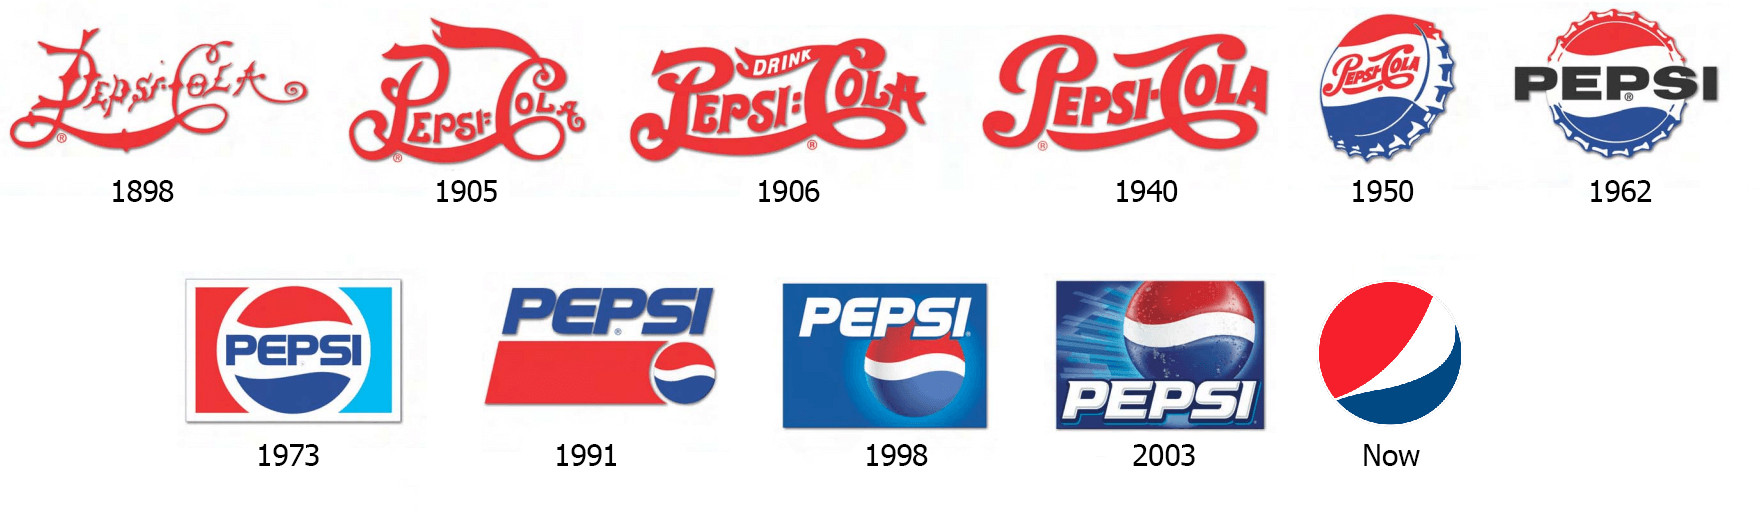 PEPSI:COLA
®
PEPSI:COLA
®
DRINK
PEPSI:COLA
®
PEPSI-COLA
®
PEPSI-COLA
PEPSI
®
1898
1905
1906
1940
1950
1962
PEPSI
PEPSI
®
PEPSI
PEPSI
1973
1991
1998
2003
Now